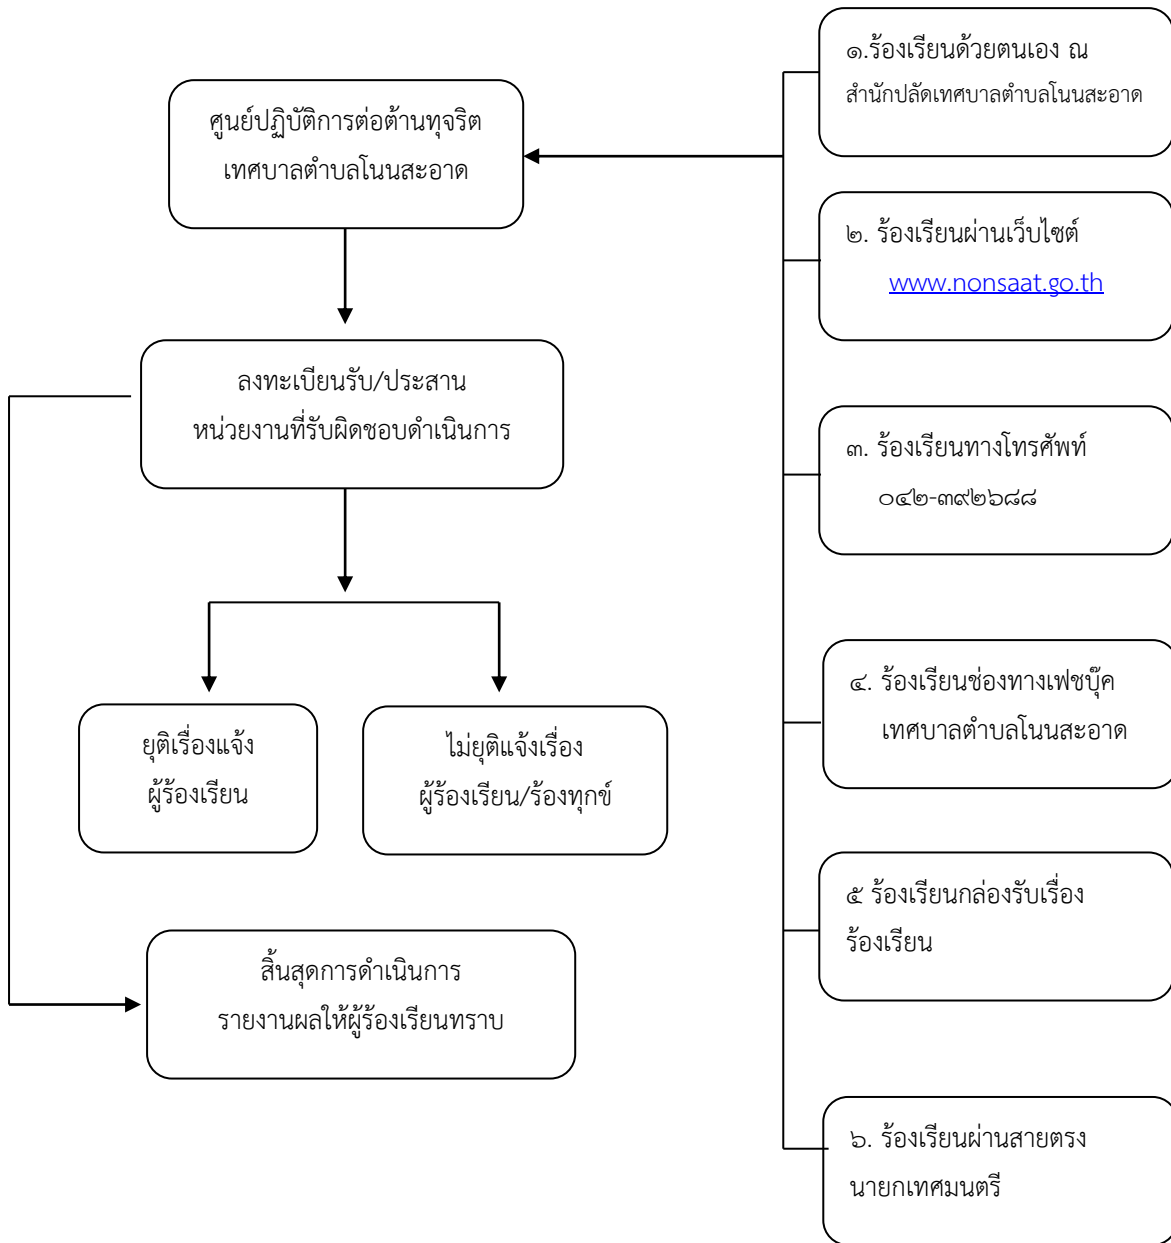 ศูนย์ปฏิบัติการต่อต้านทุจริต
เทศบาลตำบลโนนสะอาด
ลงทะเบียนรับ/ประสาน
หน่วยงานที่รับผิดชอบดำเนินการ
ยุติเรื่องแจ้ง
ผู้ร้องเรียน
ไม่ยุติแจ้งเรื่อง
ผู้ร้องเรียน/ร้องทุกข์
สิ้นสุดการดำเนินการ
รายงานผลให้ผู้ร้องเรียนทราบ
๑.ร้องเรียนด้วยตนเอง ณ
สำนักปลัดเทศบาลตำบลโนนสะอาด
๒. ร้องเรียนผ่านเว็บไซต์
www.nonsaat.go.th
๓. ร้องเรียนทางโทรศัพท์
๐๔๒-๓๙๒๖๘๘
๔. ร้องเรียนช่องทางเฟชบุ๊ค
เทศบาลตำบลโนนสะอาด
๕ ร้องเรียนกล่องรับเรื่อง
ร้องเรียน
๖. ร้องเรียนผ่านสายตรง
นายกเทศมนตรี